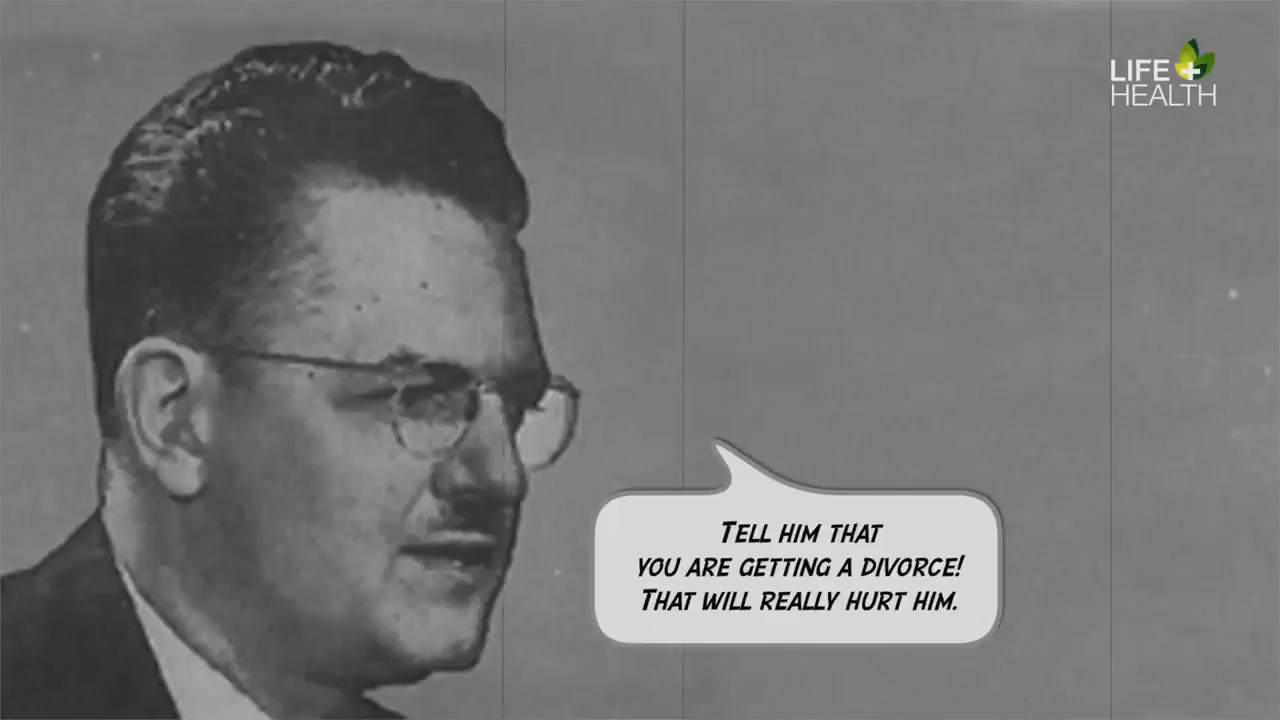 LIFE
HEALTH
TELL HIM THAT
YOU ARE GETTING A DIVORCE!
THAT WILL REALLY HURT HIM.